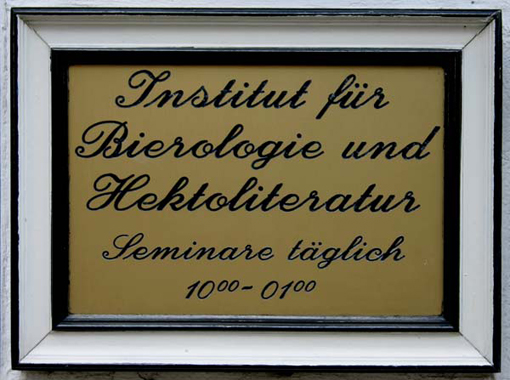 Institut für
Bierologie und
Hektoliteratur
Seminare täglich
10⁰⁰ - 01⁰⁰